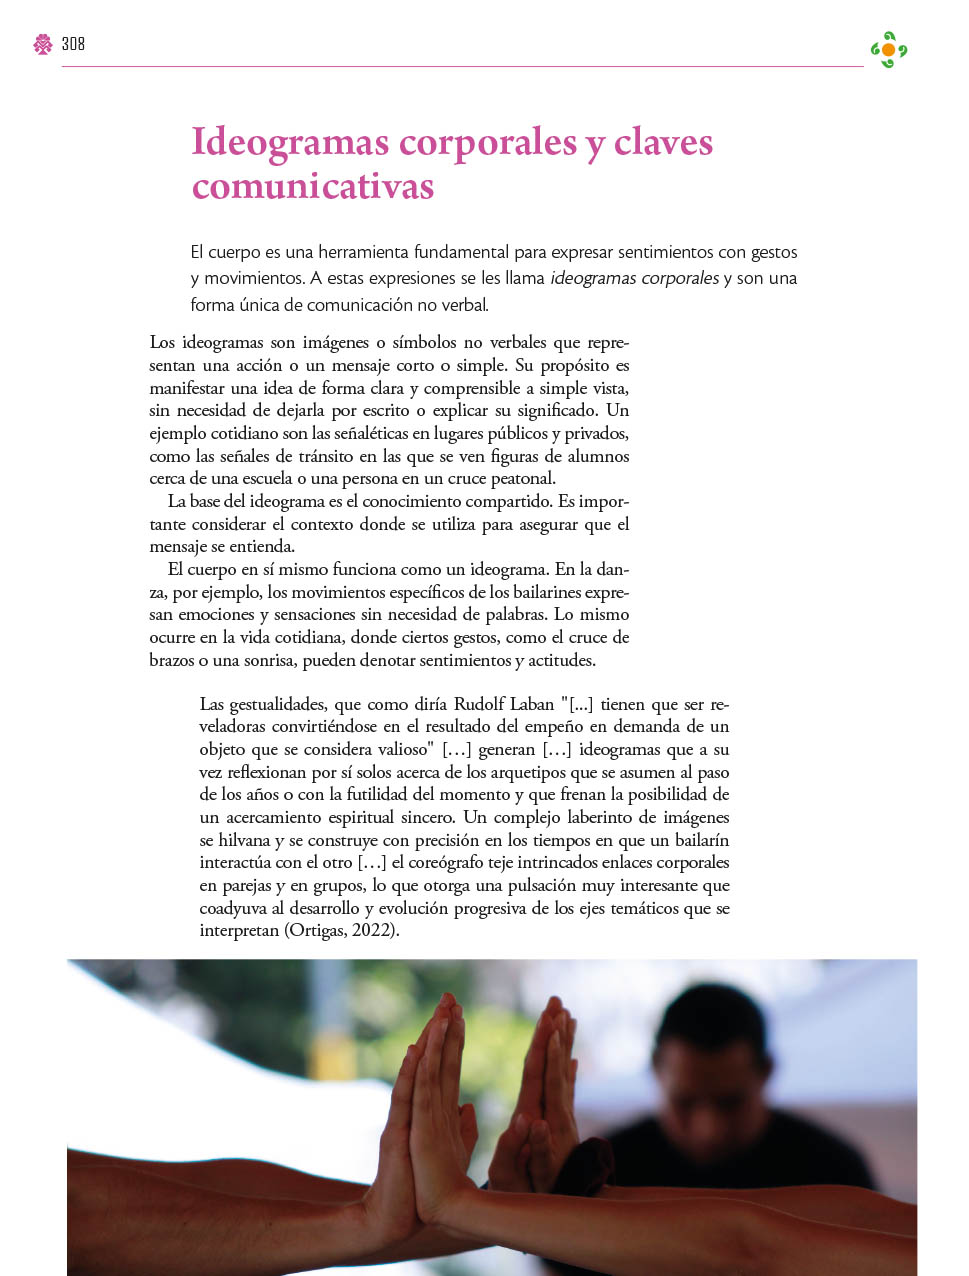 308
Ideogramas corporales y claves
comunicativas
El cuerpo es una herramienta fundamental para expresar sentimientos con gestos
y movimientos. A estas expresiones se les llama ideogramas corporales y son una
forma única de comunicación no verbal.
Los ideogramas son imágenes o símbolos no verbales que repre-
sentan una acción o un mensaje corto o simple. Su propósito es
manifestar una idea de forma clara y comprensible a simple vista,
sin necesidad de dejarla por escrito o explicar su significado. Un
ejemplo cotidiano son las señaléticas en lugares públicos y privados,
como las señales de tránsito en las que se ven figuras de alumnos
cerca de una escuela o una persona en un cruce peatonal.
La base del ideograma es el conocimiento compartido. Es impor-
tante considerar el contexto donde se utiliza para asegurar que el
mensaje se entienda.
El cuerpo en sí mismo funciona como un ideograma. En la dan-
za, por ejemplo, los movimientos específicos de los bailarines expre-
san emociones y sensaciones sin necesidad de palabras. Lo mismo
ocurre en la vida cotidiana, donde ciertos gestos, como el cruce de
brazos o una sonrisa, pueden denotar sentimientos y actitudes.
Las gestualidades, que como diría Rudolf Laban "[...] tienen que ser re-
veladoras convirtiéndose en el resultado del empeño en demanda de un
objeto que se considera valioso" […] generan […] ideogramas que a su
vez reflexionan por sí solos acerca de los arquetipos que se asumen al paso
de los años o con la futilidad del momento y que frenan la posibilidad de
un acercamiento espiritual sincero. Un complejo laberinto de imágenes
se hilvana y se construye con precisión en los tiempos en que un bailarín
interactúa con el otro […] el coreógrafo teje intrincados enlaces corporales
en parejas y en grupos, lo que otorga una pulsación muy interesante que
coadyuva al desarrollo y evolución progresiva de los ejes temáticos que se
interpretan (Ortigas, 2022).